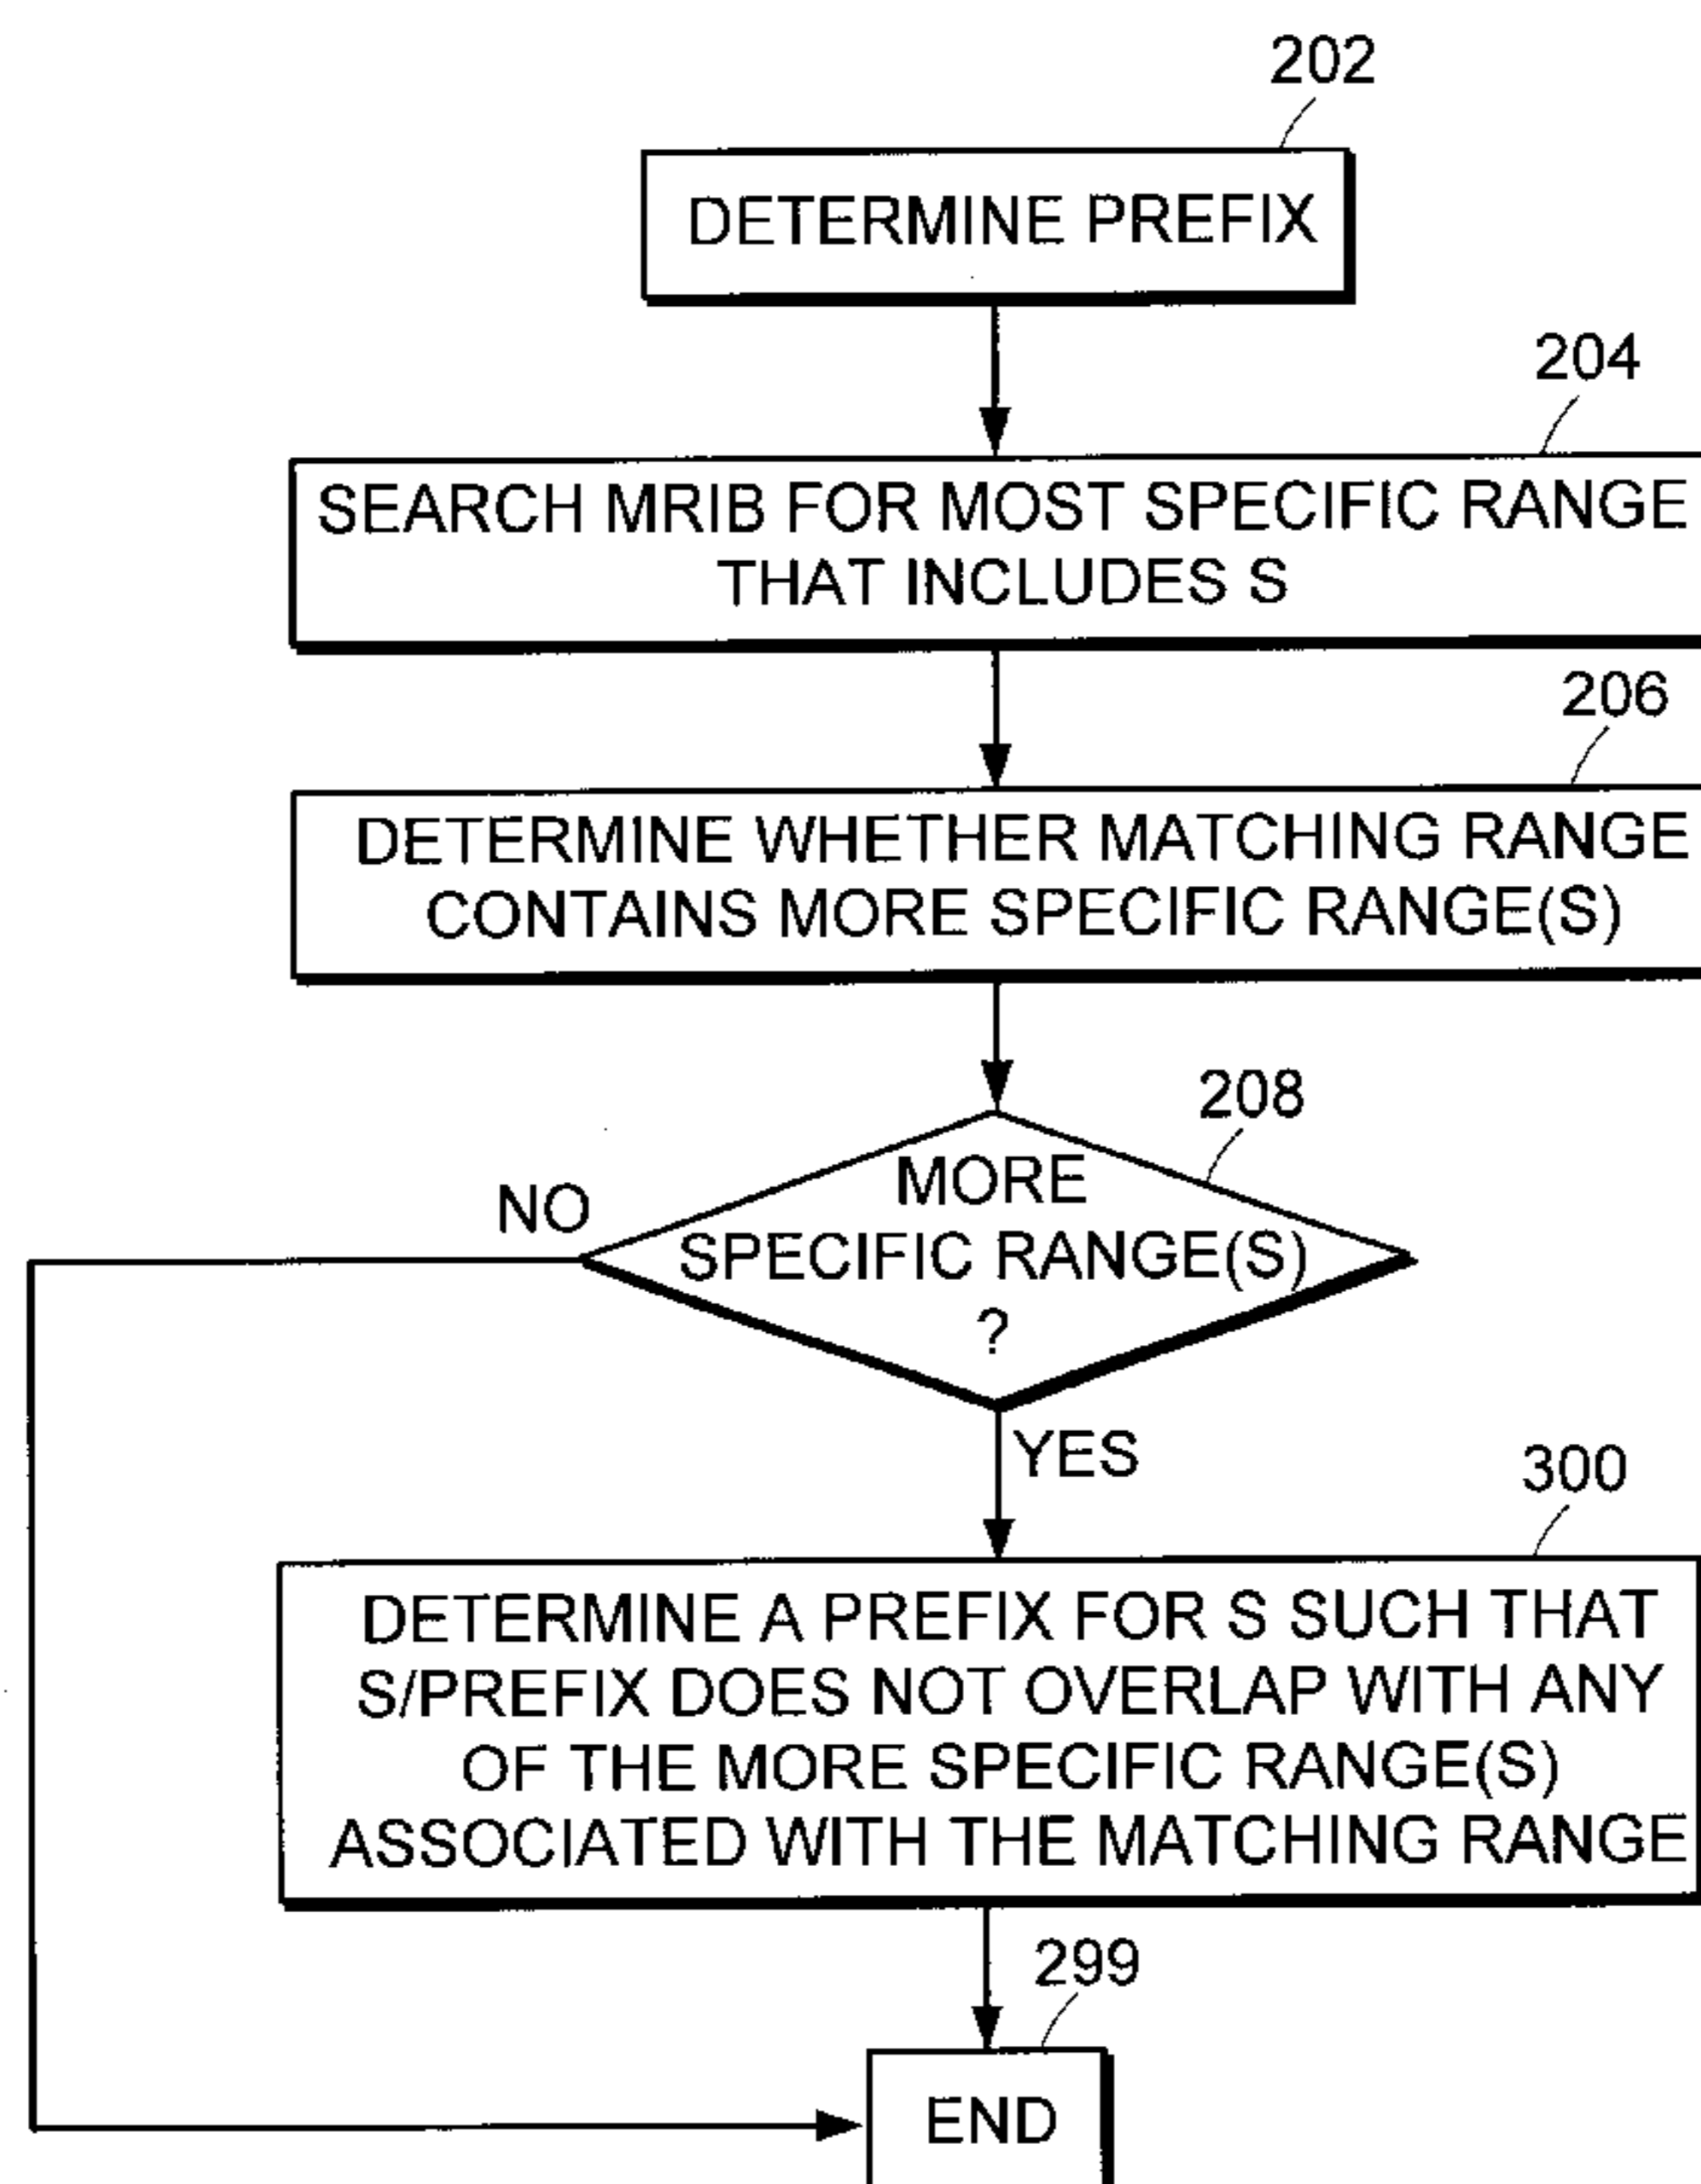 202
DETERMINE PREFIX
204
SEARCH MRIB FOR MOST SPECIFIC RANGE
THAT INCLUDES S
206
DETERMINE WHETHER MATCHING RANGE
CONTAINS MORE SPECIFIC RANGE(S)
208
NO
MORE
SPECIFIC RANGE(S)
?
YES
300
DETERMINE A PREFIX FOR S SUCH THAT
S/PREFIX DOES NOT OVERLAP WITH ANY
OF THE MORE SPECIFIC RANGE(S)
ASSOCIATED WITH THE MATCHING RANGE
299
END